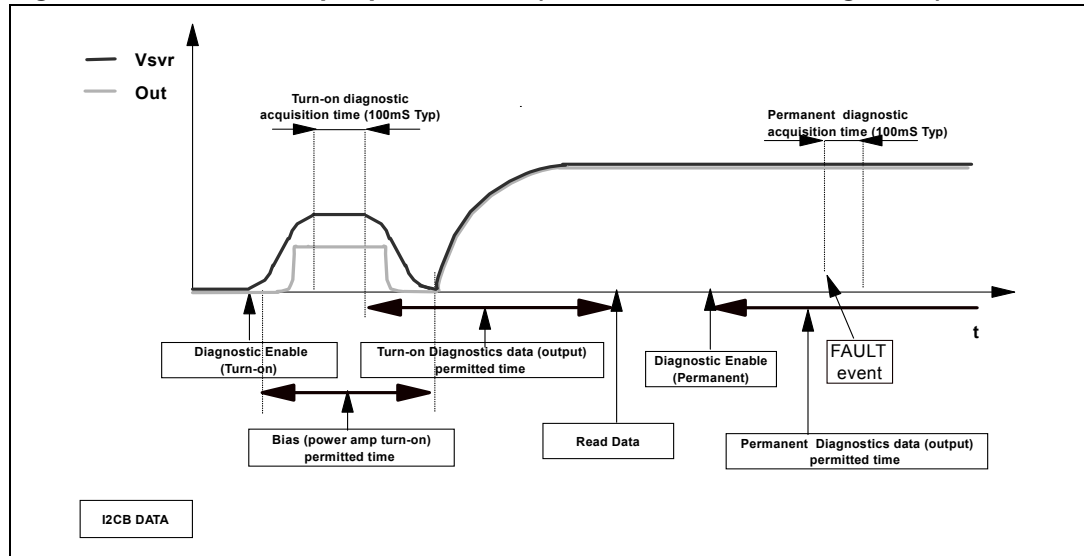 Vsvr
Out
Turn-on diagnostic
acquisition time (100mS Typ)
Permanent diagnostic
acquisition time (100mS Typ)
t
Diagnostic Enable
(Turn-on)
Turn-on Diagnostics data (output)
permitted time
Diagnostic Enable
(Permanent)
FAULT
event
Bias (power amp turn-on)
permitted time
Read Data
Permanent Diagnostics data (output)
permitted time
I2CB DATA